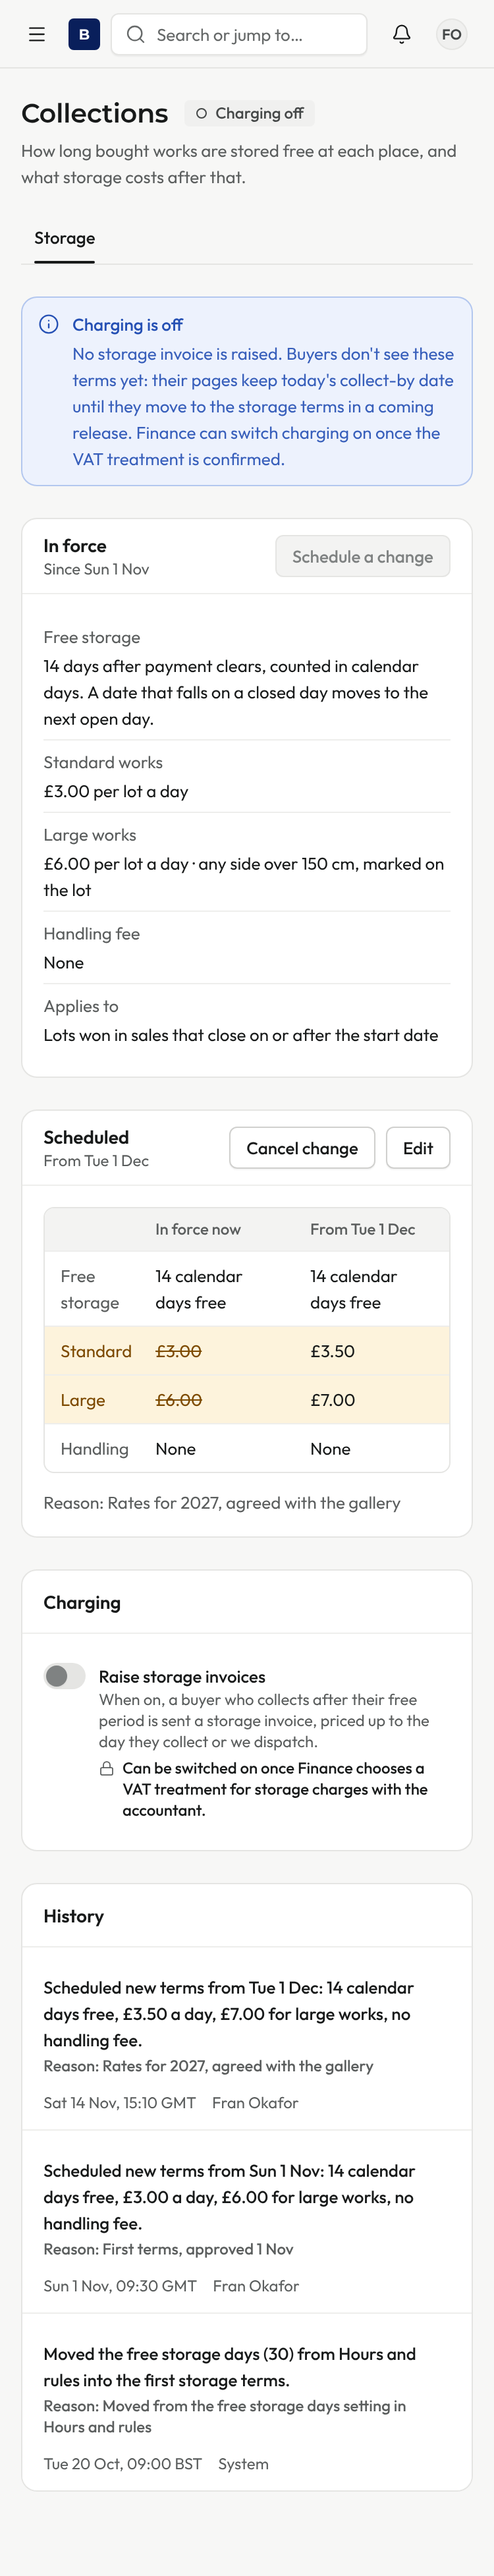 B
Search or jump to…
FO
Collections
Charging off
How long bought works are stored free at each place, and
what storage costs after that.
Storage
Charging is off
No storage invoice is raised. Buyers don't see these
terms yet: their pages keep today's collect-by date
until they move to the storage terms in a coming
release. Finance can switch charging on once the
VAT treatment is confirmed.
In force
Since Sun 1 Nov
Schedule a change
Free storage
14 days after payment clears, counted in calendar
days. A date that falls on a closed day moves to the
next open day.
Standard works
£3.00 per lot a day
Large works
£6.00 per lot a day · any side over 150 cm, marked on
the lot
Handling fee
None
Applies to
Lots won in sales that close on or after the start date
Scheduled
From Tue 1 Dec
Cancel change
Edit
In force now
From Tue 1 Dec
Free
storage
14 calendar
days free
14 calendar
days free
Standard
£3.00
£3.50
Large
£6.00
£7.00
Handling
None
None
Reason: Rates for 2027, agreed with the gallery
Charging
Raise storage invoices
When on, a buyer who collects after their free
period is sent a storage invoice, priced up to the
day they collect or we dispatch.
Can be switched on once Finance chooses a
VAT treatment for storage charges with the
accountant.
History
Scheduled new terms from Tue 1 Dec: 14 calendar
days free, £3.50 a day, £7.00 for large works, no
handling fee.
Reason: Rates for 2027, agreed with the gallery
Sat 14 Nov, 15:10 GMT Fran Okafor
Scheduled new terms from Sun 1 Nov: 14 calendar
days free, £3.00 a day, £6.00 for large works, no
handling fee.
Reason: First terms, approved 1 Nov
Sun 1 Nov, 09:30 GMT Fran Okafor
Moved the free storage days (30) from Hours and
rules into the first storage terms.
Reason: Moved from the free storage days setting in
Hours and rules
Tue 20 Oct, 09:00 BST System